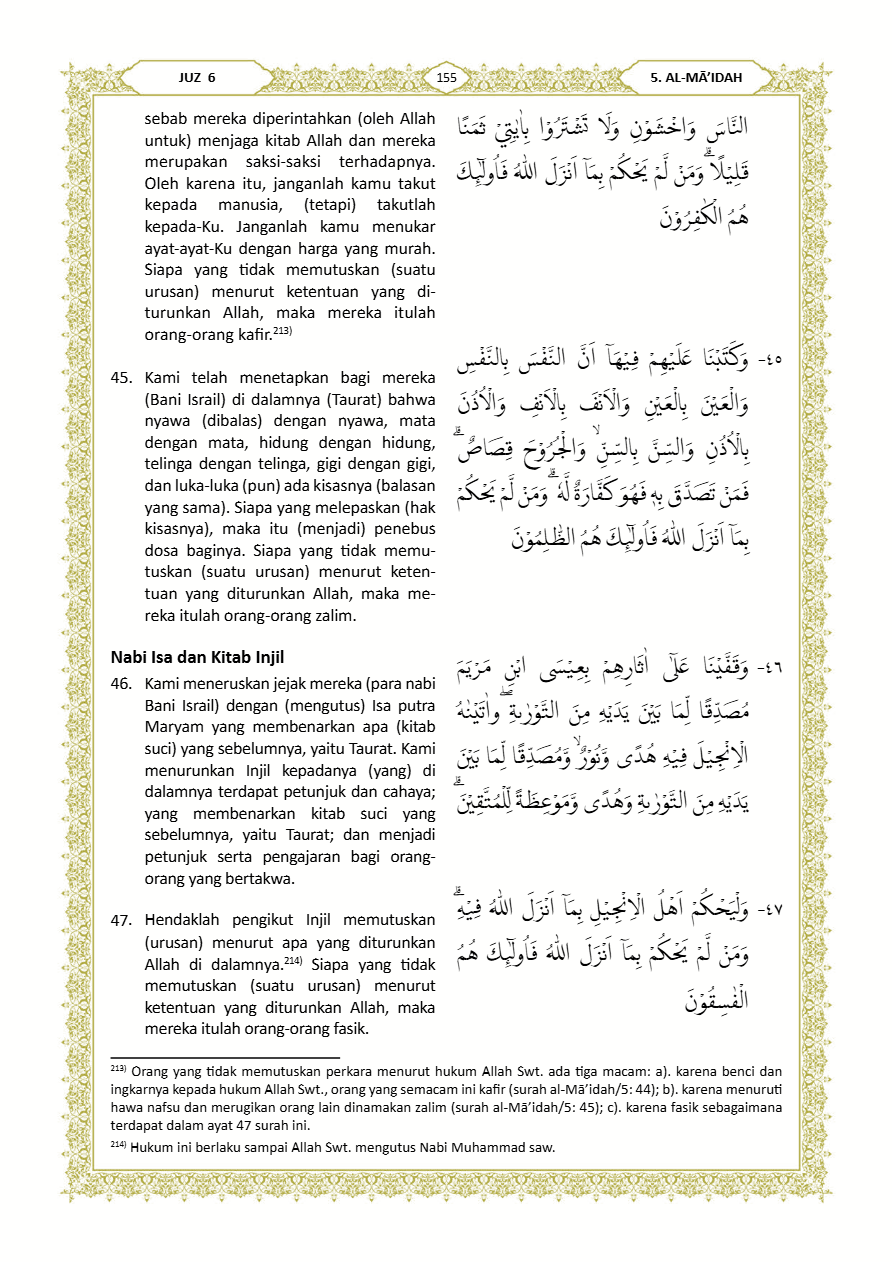 JUZ 6
155
5. AL-MĀ’IDAH
sebab mereka diperintahkan (oleh Allah
untuk) menjaga kitab Allah dan mereka
merupakan saksi-saksi terhadapnya.
Oleh karena itu, janganlah kamu takut
kepada manusia, (tetapi) takutlah
kepada-Ku. Janganlah kamu menukar
ayat-ayat-Ku dengan harga yang murah.
Siapa yang tidak memutuskan (suatu
urusan) menurut ketentuan yang di-
turunkan Allah, maka mereka itulah
orang-orang kafir.²¹³⁾
النَّاسَ وَاخْشَوْنِ وَلَا تَشْتَرُوْا بِاٰيٰتِيْ ثَمَنًا
قَلِيْلًا ۗوَمَنْ لَّمْ يَحْكُمْ بِمَآ اَنْزَلَ اللّٰهُ فَاُولٰۤىِٕكَ
هُمُ الْكٰفِرُوْنَ
45. Kami telah menetapkan bagi mereka
(Bani Israil) di dalamnya (Taurat) bahwa
nyawa (dibalas) dengan nyawa, mata
dengan mata, hidung dengan hidung,
telinga dengan telinga, gigi dengan gigi,
dan luka-luka (pun) ada kisasnya (balasan
yang sama). Siapa yang melepaskan (hak
kisasnya), maka itu (menjadi) penebus
dosa baginya. Siapa yang tidak memu-
tuskan (suatu urusan) menurut keten-
tuan yang diturunkan Allah, maka me-
reka itulah orang-orang zalim.
٤٥- وَكَتَبْنَا عَلَيْهِمْ فِيْهَآ اَنَّ النَّفْسَ بِالنَّفْسِ
وَالْعَيْنَ بِالْعَيْنِ وَالْاَنْفَ بِالْاَنْفِ وَالْاُذُنَ
بِالْاُذُنِ وَالسِّنَّ بِالسِّنِّۙ وَالْجُرُوْحَ قِصَاصٌۗ
فَمَنْ تَصَدَّقَ بِهٖ فَهُوَ كَفَّارَةٌ لَّهٗ ۗوَمَنْ لَّمْ يَحْكُمْ
بِمَآ اَنْزَلَ اللّٰهُ فَاُولٰۤىِٕكَ هُمُ الظّٰلِمُوْنَ
Nabi Isa dan Kitab Injil
46. Kami meneruskan jejak mereka (para nabi
Bani Israil) dengan (mengutus) Isa putra
Maryam yang membenarkan apa (kitab
suci) yang sebelumnya, yaitu Taurat. Kami
menurunkan Injil kepadanya (yang) di
dalamnya terdapat petunjuk dan cahaya;
yang membenarkan kitab suci yang
sebelumnya, yaitu Taurat; dan menjadi
petunjuk serta pengajaran bagi orang-
orang yang bertakwa.
٤٦- وَقَفَّيْنَا عَلٰٓى اٰثَارِهِمْ بِعِيْسَى ابْنِ مَرْيَمَ
مُصَدِّقًا لِّمَا بَيْنَ يَدَيْهِ مِنَ التَّوْرٰىةِ ۖواٰتَيْنٰهُ
الْاِنْجِيْلَ فِيْهِ هُدًى وَّنُوْرٌۙ وَّمُصَدِّقًا لِّمَا بَيْنَ
يَدَيْهِ مِنَ التَّوْرٰىةِ وَهُدًى وَّمَوْعِظَةً لِّلْمُتَّقِيْنَۗ
47. Hendaklah pengikut Injil memutuskan
(urusan) menurut apa yang diturunkan
Allah di dalamnya.²¹⁴⁾ Siapa yang tidak
memutuskan (suatu urusan) menurut
ketentuan yang diturunkan Allah, maka
mereka itulah orang-orang fasik.
٤٧- وَلْيَحْكُمْ اَهْلُ الْاِنْجِيْلِ بِمَآ اَنْزَلَ اللّٰهُ فِيْهِۗ
وَمَنْ لَّمْ يَحْكُمْ بِمَآ اَنْزَلَ اللّٰهُ فَاُولٰۤىِٕكَ هُمُ
الْفٰسِقُوْنَ
²¹³⁾ Orang yang tidak memutuskan perkara menurut hukum Allah Swt. ada tiga macam: a). karena benci dan
ingkarnya kepada hukum Allah Swt., orang yang semacam ini kafir (surah al-Mā’idah/5: 44); b). karena menuruti
hawa nafsu dan merugikan orang lain dinamakan zalim (surah al-Mā’idah/5: 45); c). karena fasik sebagaimana
terdapat dalam ayat 47 surah ini.
²¹⁴⁾ Hukum ini berlaku sampai Allah Swt. mengutus Nabi Muhammad saw.